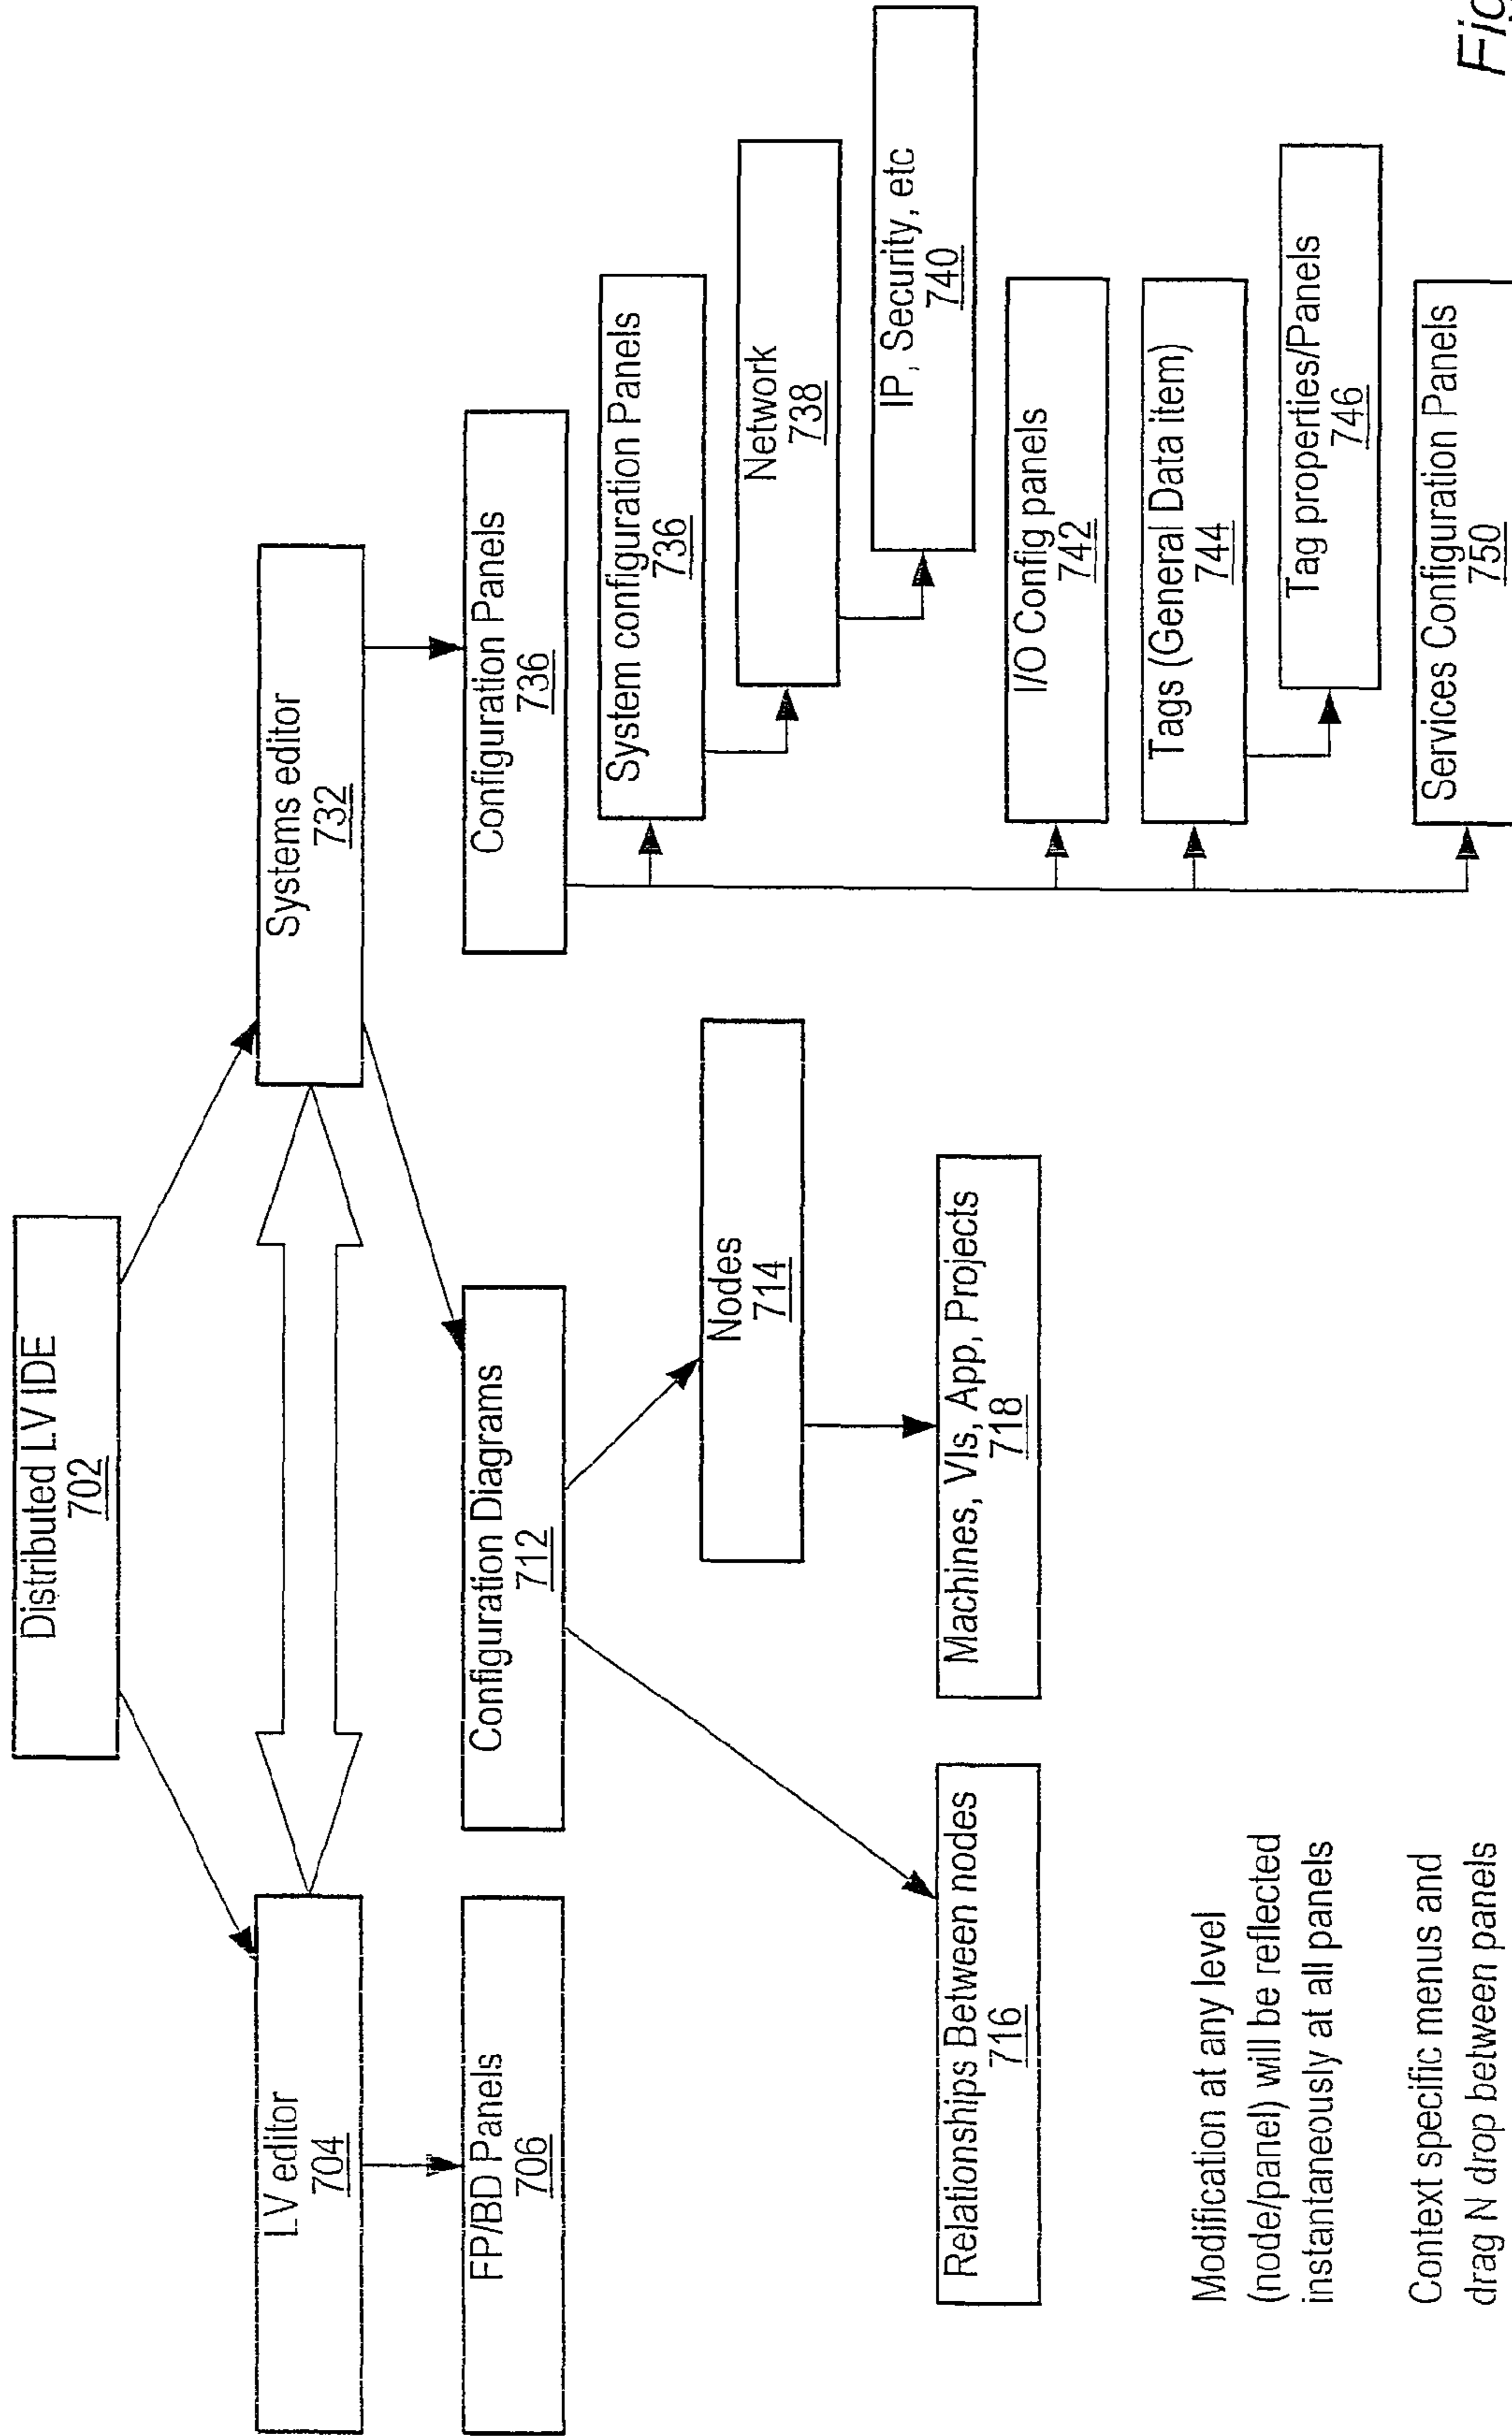 Distributed LV IDE
702
LV editor
704
Systems editor
732
FP/BD Panels
706
Configuration Diagrams
712
Configuration Panels
736
System configuration Panels
736
Nodes
714
Network
738
IP, Security, etc
740
Relationships Between nodes
716
Machines, VIs, App, Projects
718
I/O Config panels
742
Tags (General Data item)
744
Tag properties/Panels
746
Services Configuration Panels
750
Modification at any level
(node/panel) will be reflected
instantaneously at all panels
Context specific menus and
drag N drop between panels